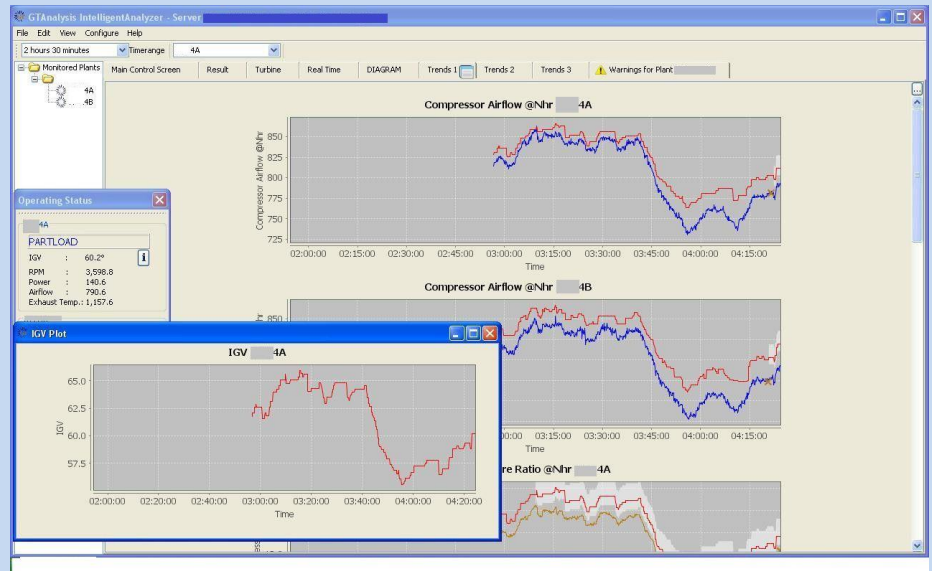 GTAnalysis IntelligentAnalyzer - Server
File Edit View Configure Help
2 hours 30 minutes Timerange 4A
Monitored Plants
4A
4B
Main Control Screen Result Turbine Real Time DIAGRAM Trends 1 Trends 2 Trends 3 Warnings for Plant
Compressor Airflow @Nhr 4A
Compressor Airflow @Nhr
850
825
800
775
750
725
02:00:00 02:15:00 02:30:00 02:45:00 03:00:00 03:15:00 03:30:00 03:45:00 04:00:00 04:15:00
Time
Compressor Airflow @Nhr 4B
850
03:15:00 03:30:00 03:45:00 04:00:00 04:15:00
Time
re Ratio @Nhr 4A
Operating Status
4A
PARTLOAD
IGV : 60.2°
i
RPM : 3,598.8
Power : 140.6
Airflow : 790.6
Exhaust Temp.: 1,157.6
IGV Plot
IGV 4A
IGV
65.0
62.5
60.0
57.5
02:00:00 02:20:00 02:40:00 03:00:00 03:20:00 03:40:00 04:00:00 04:20:00
Time